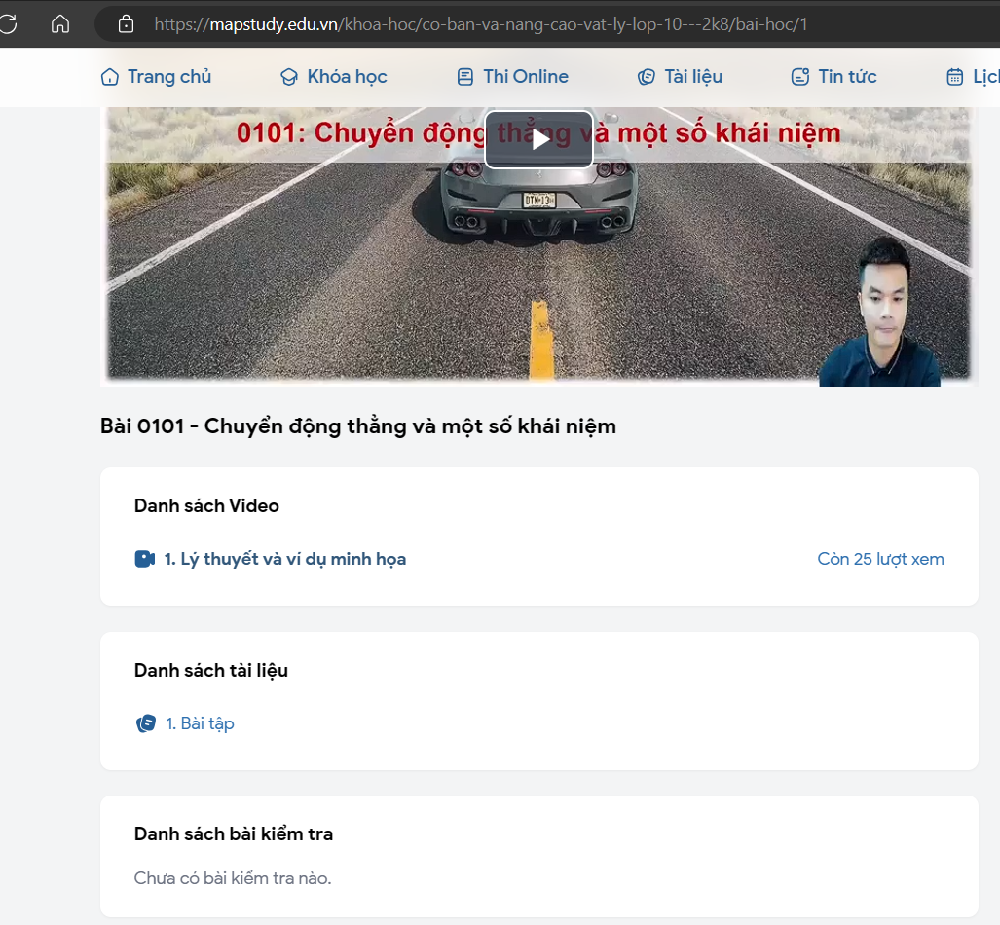 https://mapstudy.edu.vn/khoa-hoc/co-ban-va-nang-cao-vat-ly-lop-10---2k8/bai-hoc/1
Trang chủ Khóa học Thi Online Tài liệu Tin tức Lịc
0101: Chuyển động thẳng và một số khái niệm
Bài 0101 - Chuyển động thẳng và một số khái niệm
Danh sách Video
1. Lý thuyết và ví dụ minh họa Còn 25 lượt xem
Danh sách tài liệu
1. Bài tập
Danh sách bài kiểm tra
Chưa có bài kiểm tra nào.